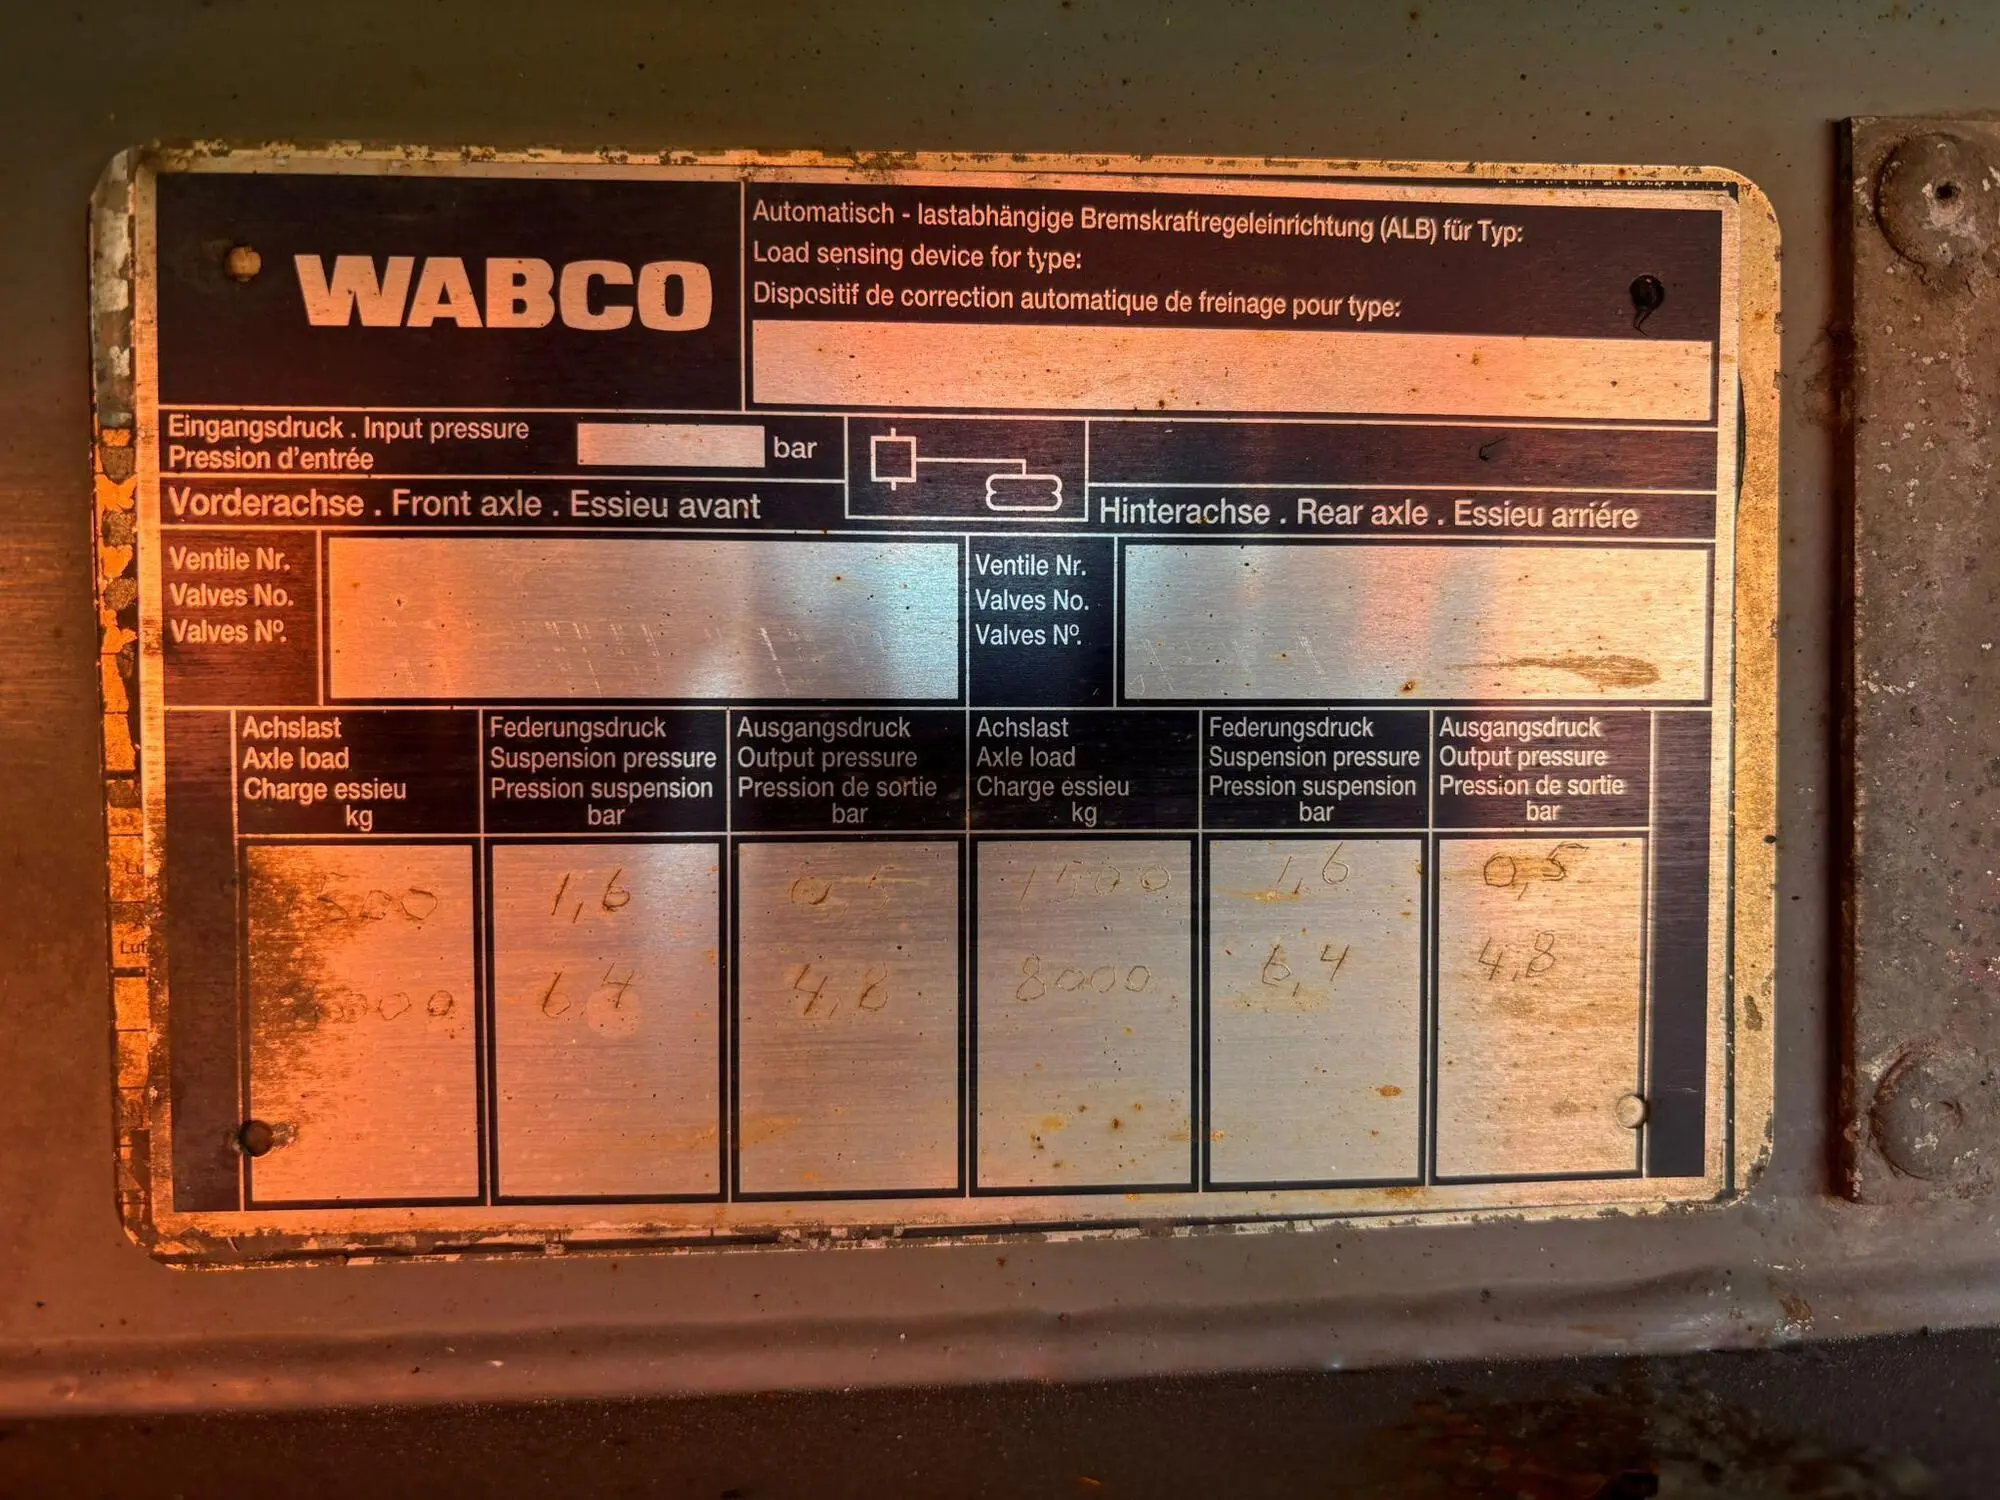 WABCO
Automatisch - lastabhängige Bremskraftregeleinrichtung (ALB) für Typ:
Load sensing device for type:
Dispositif de correction automatique de freinage pour type:
Eingangsdruck . Input pressure
Pression d'entrée
bar
Vorderachse . Front axle . Essieu avant
Hinterachse . Rear axle . Essieu arriére
Ventile Nr.
Valves No.
Valves Nº.
Ventile Nr.
Valves No.
Valves Nº.
Achslast
Axle load
Charge essieu
kg
Federungsdruck
Suspension pressure
Pression suspension
bar
Ausgangsdruck
Output pressure
Pression de sortie
bar
Achslast
Axle load
Charge essieu
kg
Federungsdruck
Suspension pressure
Pression suspension
bar
Ausgangsdruck
Output pressure
Pression de sortie
bar
1,6 0,5 1500 1,6 0,5
6,4 4,8 8000 6,4 4,8